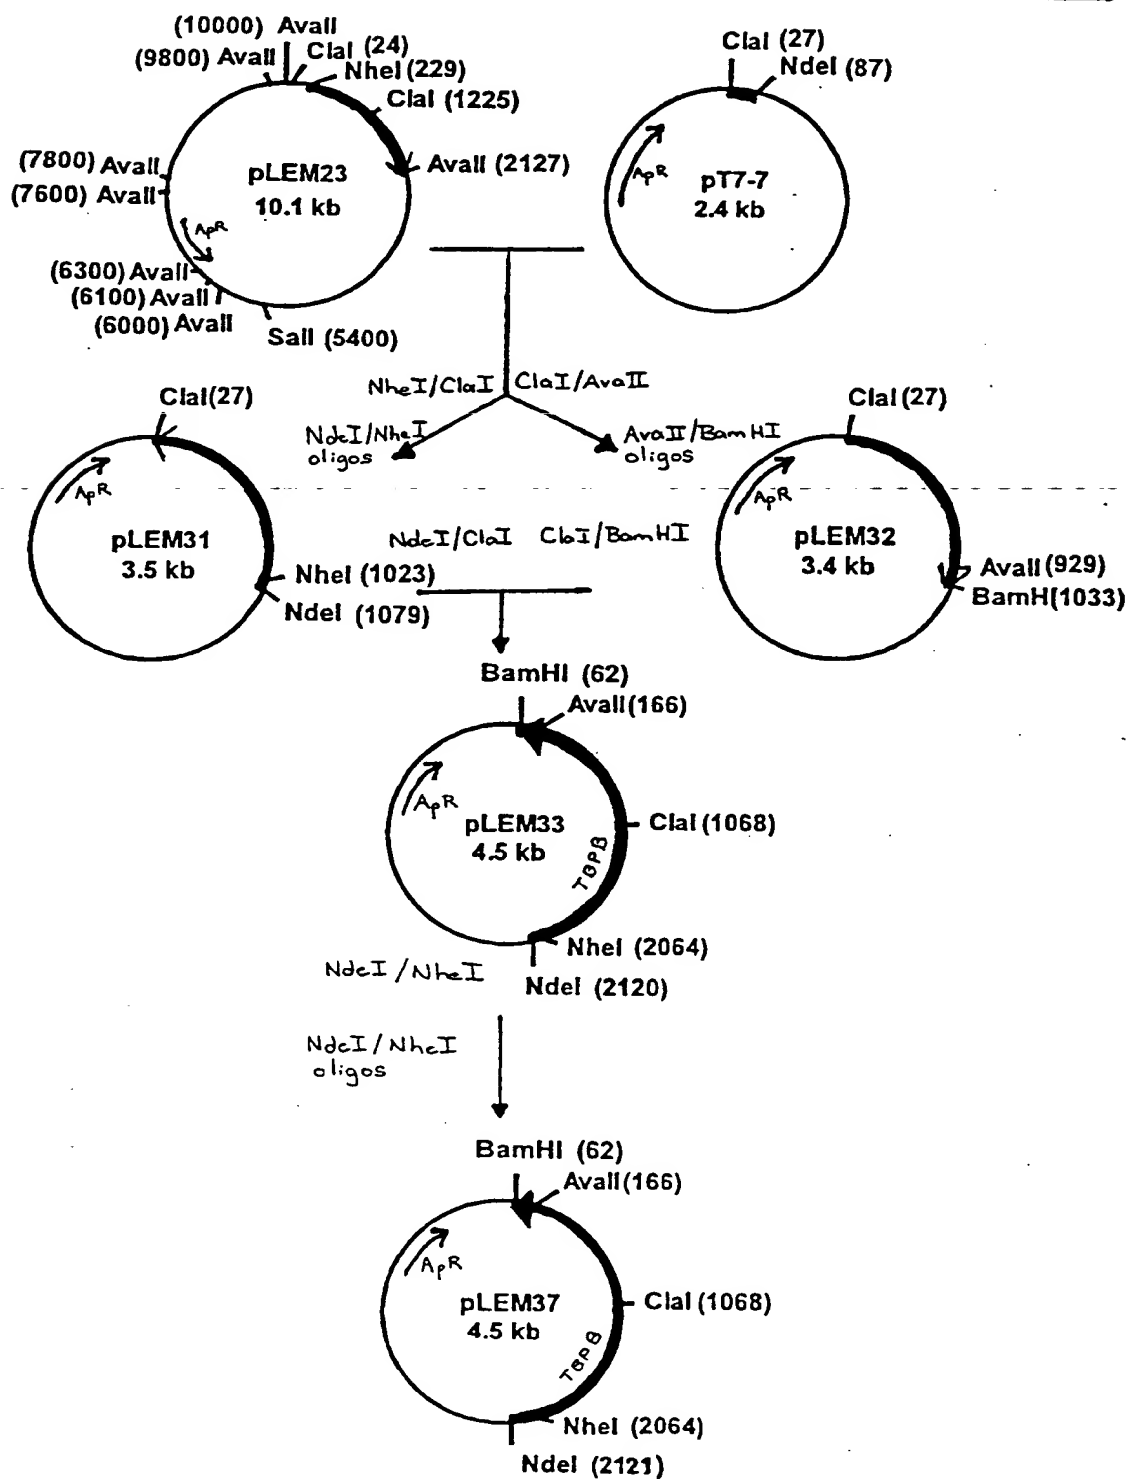 (10000) AvaII
(9800) AvaII
ClaI (24)
NheI (229)
ClaI (1225)
AvaII (2127)
(7800) AvaII
(7600) AvaII
pLEM23
10.1 kb
ApR
(6300) AvaII
(6100) AvaII
(6000) AvaII
SalI (5400)
ClaI (27)
NdeI (87)
ApR
pT7-7
2.4 kb
NheI/ClaI
ClaI/AvaII
NdeI/NheI
oligos
AvaII/BamHI
oligos
ClaI(27)
ApR
pLEM31
3.5 kb
NheI (1023)
NdeI (1079)
NdeI/ClaI
ClaI/BamHI
ClaI(27)
ApR
pLEM32
3.4 kb
AvaII (929)
BamH[1033)
BamHI (62)
AvaII(166)
ApR
pLEM33
4.5 kb
ClaI (1068)
TBPB
NheI (2064)
NdeI (2120)
NdeI/NheI
NdeI/NheI
oligos
BamHI (62)
AvaII(166)
ApR
pLEM37
4.5 kb
ClaI (1068)
TBPB
NheI (2064)
NdeI (2121)